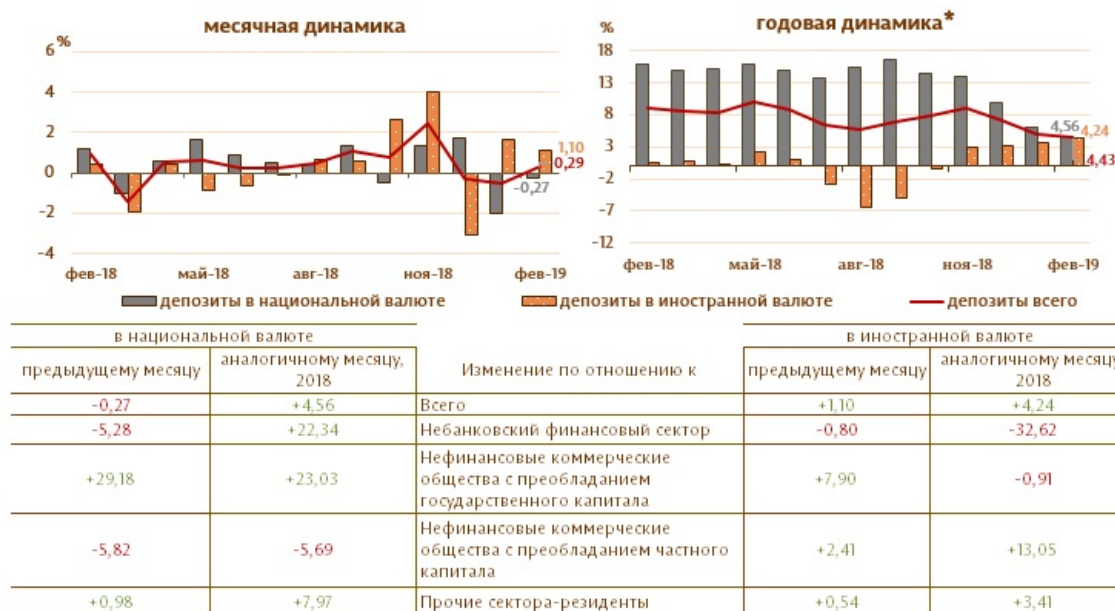 месячная динамика
годовая динамика*
%
6
4
2
0
-2
-4
1,10
0,29
-0,27
фев-18
май-18
авг-18
ноя-18
фев-19
%
18
13
8
3
-2
-7
-12
4,56
4,24
4,43
фев-18
май-18
авг-18
ноя-18
фев-19
депозиты в национальной валюте
депозиты в иностранной валюте
депозиты всего
в национальной валюте
в иностранной валюте
предыдущему месяцу
аналогичному месяцу,
2018
Изменение по отношению к
предыдущему месяцу
аналогичному месяцу
2018
-0,27
+4,56
Всего
+1,10
+4,24
-5,28
+22,34
Небанковский финансовый сектор
-0,80
-32,62
+29,18
+23,03
Нефинансовые коммерческие
общества с преобладанием
государственного капитала
+7,90
-0,91
-5,82
-5,69
Нефинансовые коммерческие
общества с преобладанием частного
капитала
+2,41
+13,05
+0,98
+7,97
Прочие сектора-резиденты
+0,54
+3,41